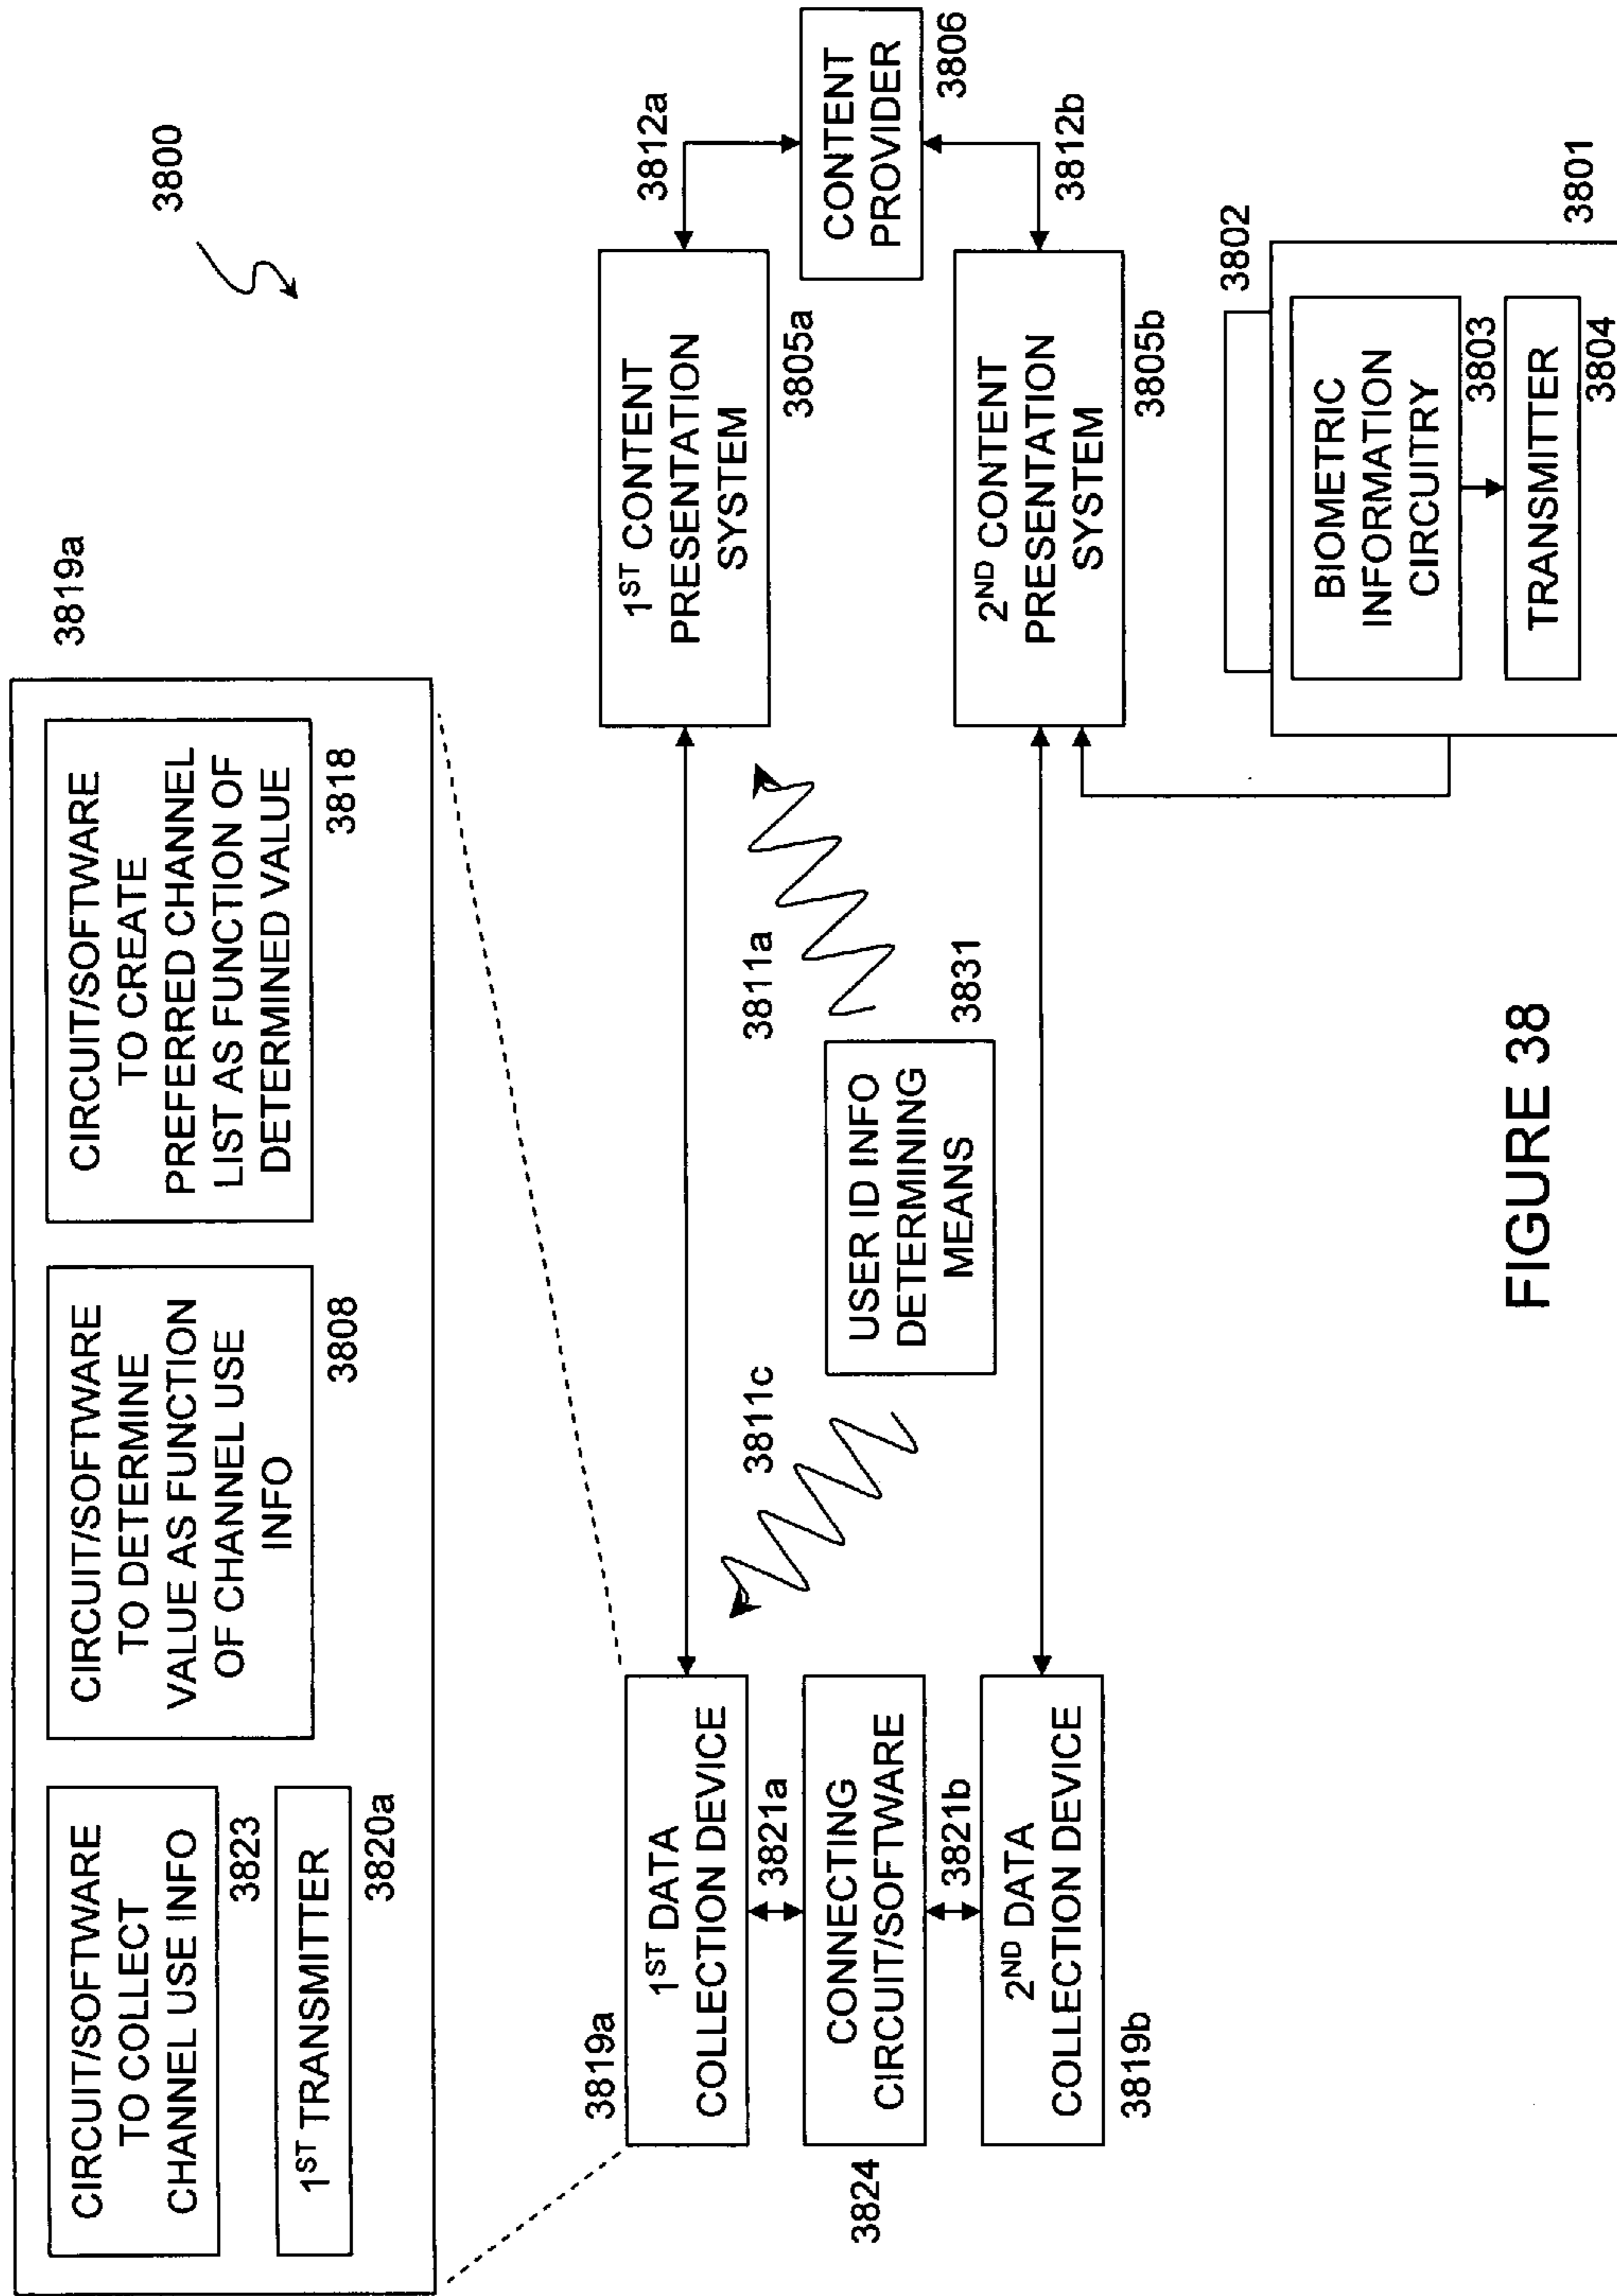 3819a
CIRCUIT/SOFTWARE
TO COLLECT
CHANNEL USE INFO
3823
1ST TRANSMITTER
3820a
CIRCUIT/SOFTWARE
TO DETERMINE
VALUE AS FUNCTION
OF CHANNEL USE
INFO
3808
CIRCUIT/SOFTWARE
TO CREATE
PREFERRED CHANNEL
LIST AS FUNCTION OF
DETERMINED VALUE
3818
3800
3819a
1ST DATA
COLLECTION DEVICE
3821a
3824
CONNECTING
CIRCUIT/SOFTWARE
3821b
2ND DATA
COLLECTION DEVICE
3819b
3811c
3811a
USER ID INFO
DETERMINING
MEANS
3831
1ST CONTENT
PRESENTATION
SYSTEM
3805a
3812a
CONTENT
PROVIDER
3806
3812b
2ND CONTENT
PRESENTATION
SYSTEM
3805b
3802
BIOMETRIC
INFORMATION
CIRCUITRY
3803
TRANSMITTER
3804
3801
FIGURE 38